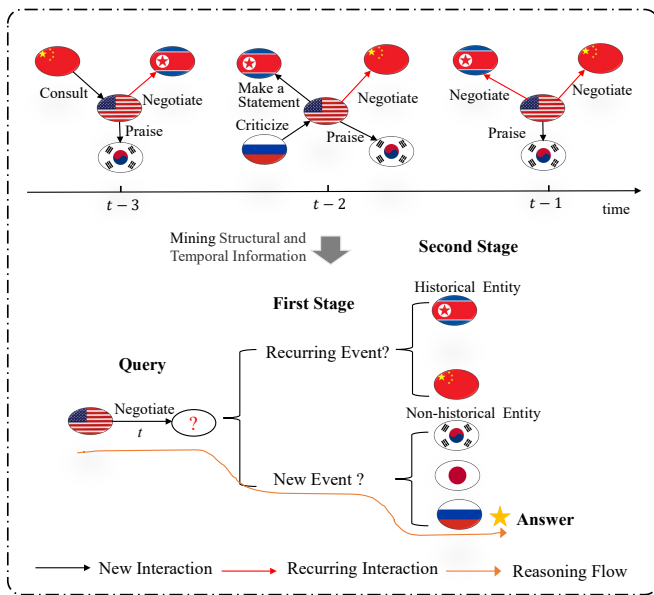 Consult
Negotiate
Praise
Make a
Statement
Criticize
Negotiate
Praise
Negotiate
Negotiate
Praise
t − 3
t − 2
t − 1
time
Mining Structural and
Temporal Information
Second Stage
First Stage
Historical Entity
Query
Recurring Event?
Negotiate
t
?
Non-historical Entity
New Event ?
Answer
New Interaction
Recurring Interaction
Reasoning Flow